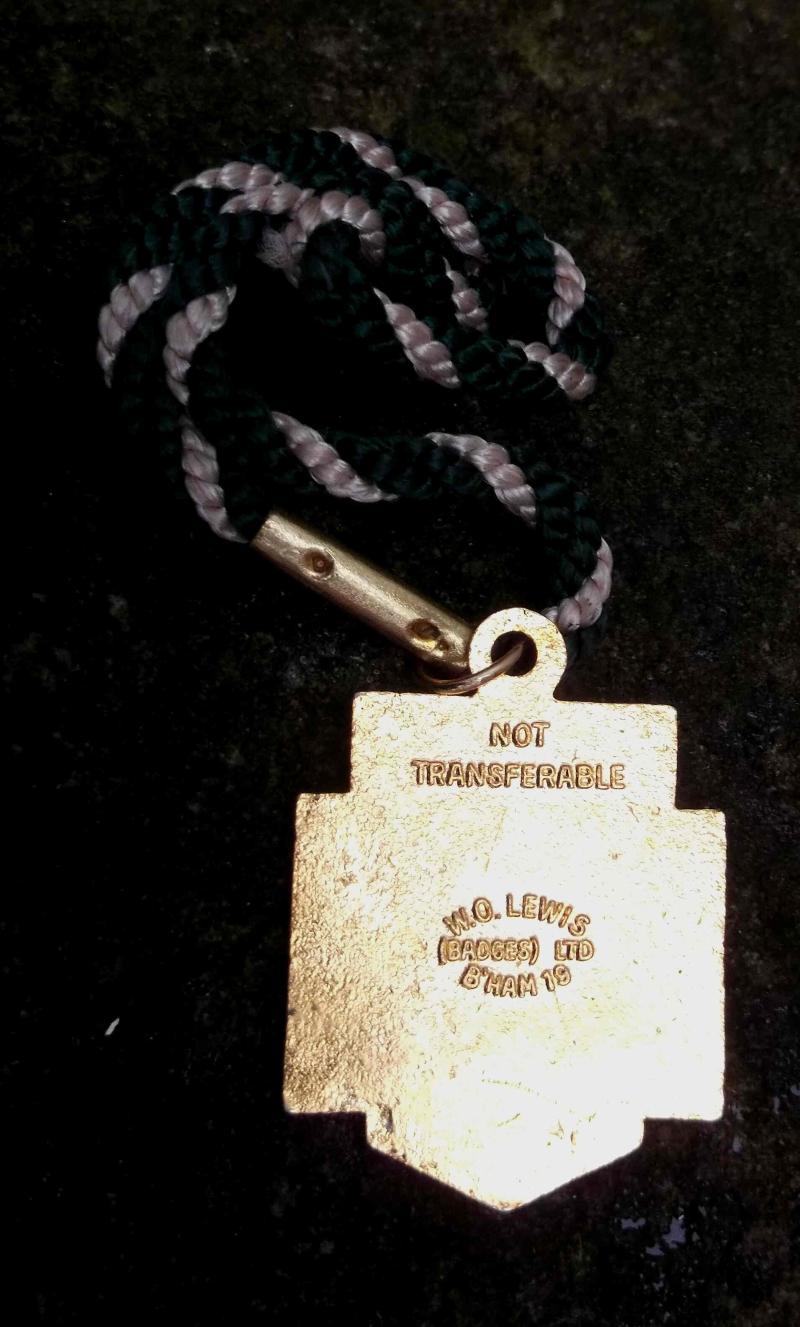 NOT
TRANSFERABLE
W.O. LEWIS
(BADGES) LTD
B'HAM 19